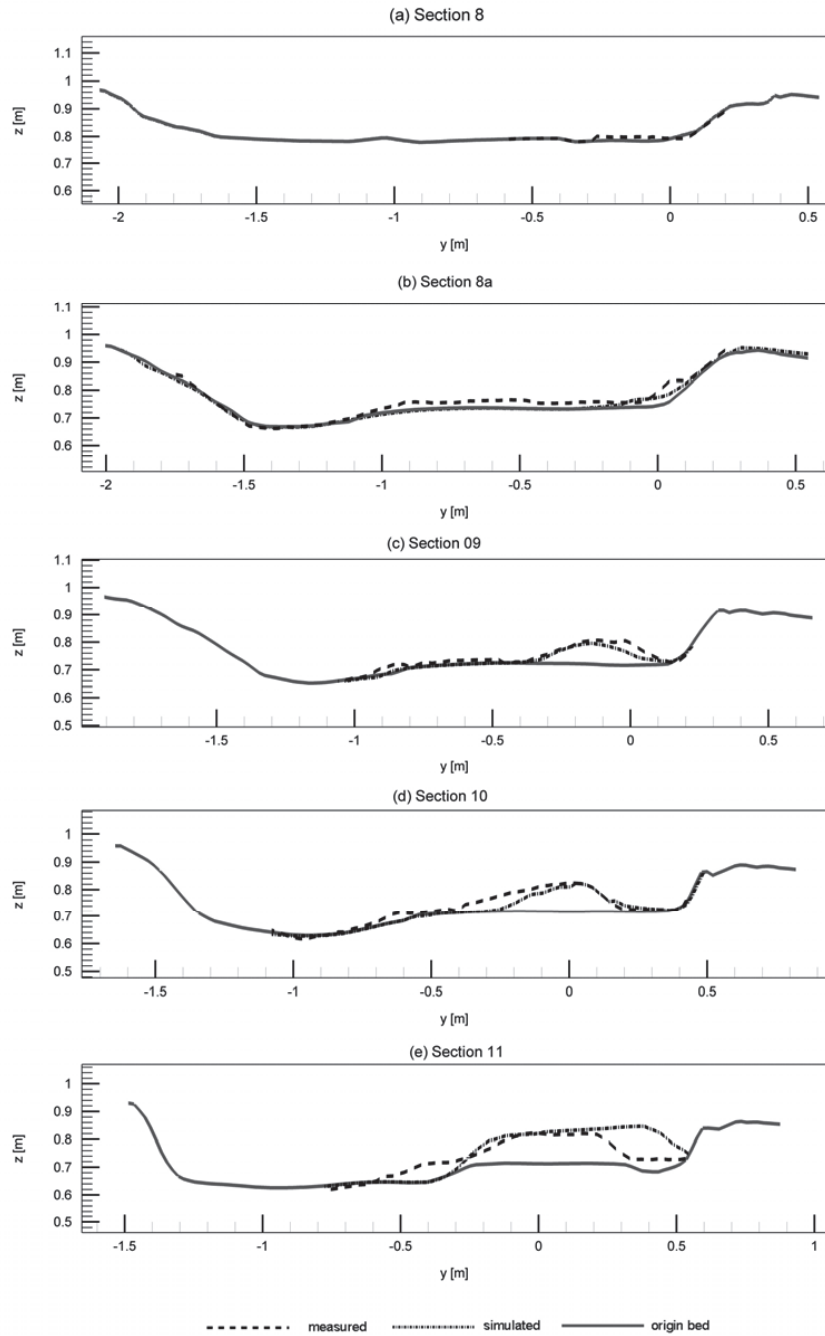 (a) Section 8
1.1
1
0.9
0.8
0.7
0.6
z [m]
-2 -1.5 -1 -0.5 0 0.5
y [m]
(b) Section 8a
1.1
1
0.9
0.8
0.7
0.6
z [m]
-2 -1.5 -1 -0.5 0 0.5
y [m]
(c) Section 09
1.1
1
0.9
0.8
0.7
0.6
0.5
z [m]
-1.5 -1 -0.5 0 0.5
y [m]
(d) Section 10
1
0.9
0.8
0.7
0.6
0.5
z [m]
-1.5 -1 -0.5 0 0.5
y [m]
(e) Section 11
1
0.9
0.8
0.7
0.6
0.5
z [m]
-1.5 -1 -0.5 0 0.5 1
y [m]
measured simulated origin bed